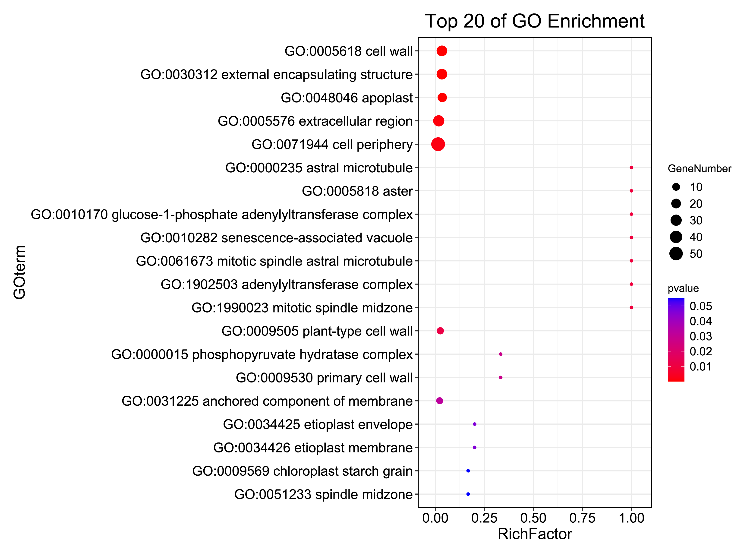 Top 20 of GO Enrichment
GOterm
GO:0005618 cell wall
GO:0030312 external encapsulating structure
GO:0048046 apoplast
GO:0005576 extracellular region
GO:0071944 cell periphery
GO:0000235 astral microtubule
GO:0005818 aster
GO:0010170 glucose-1-phosphate adenylyltransferase complex
GO:0010282 senescence-associated vacuole
GO:0061673 mitotic spindle astral microtubule
GO:1902503 adenylyltransferase complex
GO:1990023 mitotic spindle midzone
GO:0009505 plant-type cell wall
GO:0000015 phosphopyruvate hydratase complex
GO:0009530 primary cell wall
GO:0031225 anchored component of membrane
GO:0034425 etioplast envelope
GO:0034426 etioplast membrane
GO:0009569 chloroplast starch grain
GO:0051233 spindle midzone
0.00 0.25 0.50 0.75 1.00
RichFactor
GeneNumber
10
20
30
40
50
pvalue
0.05
0.04
0.03
0.02
0.01